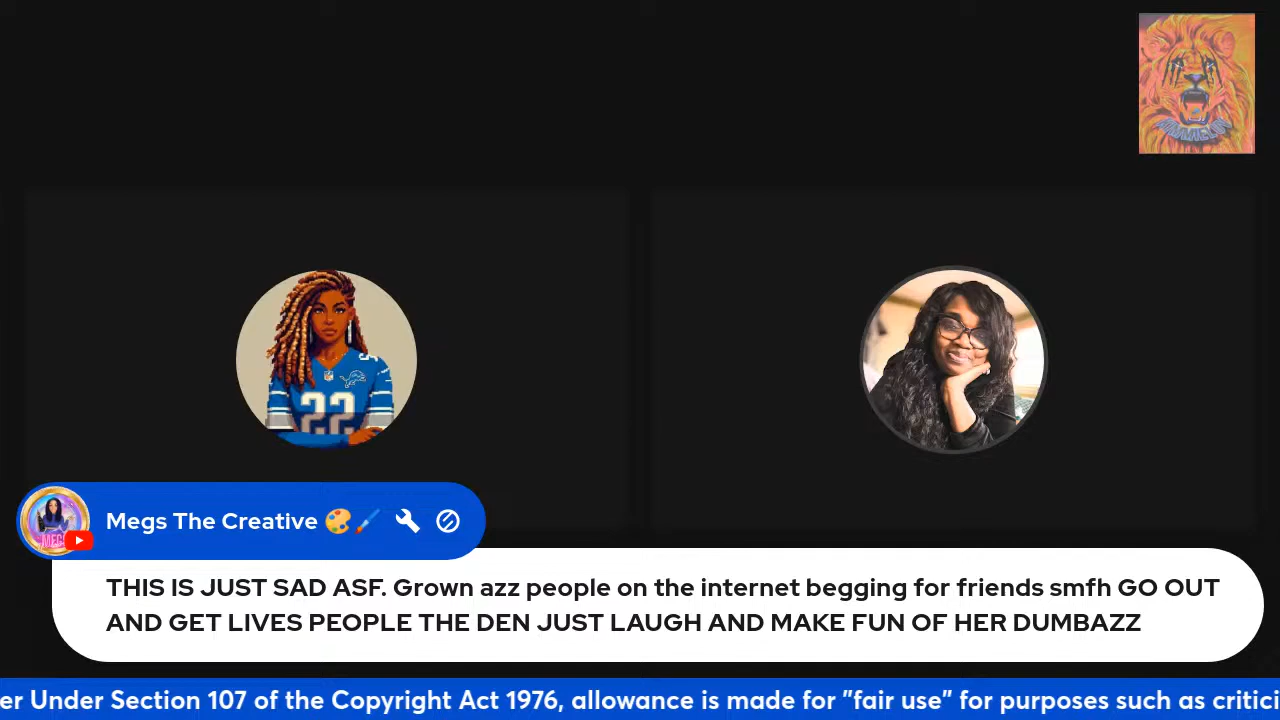 22
Megs The Creative 🎨🖌️
THIS IS JUST SAD ASF. Grown azz people on the internet begging for friends smfh GO OUT
AND GET LIVES PEOPLE THE DEN JUST LAUGH AND MAKE FUN OF HER DUMBAZZ
er Under Section 107 of the Copyright Act 1976, allowance is made for "fair use" for purposes such as critici